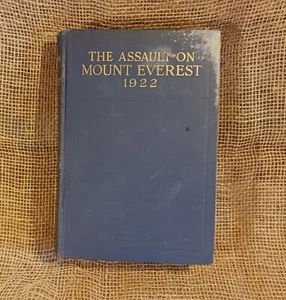 THE ASSAULT ON
MOUNT EVEREST
1922